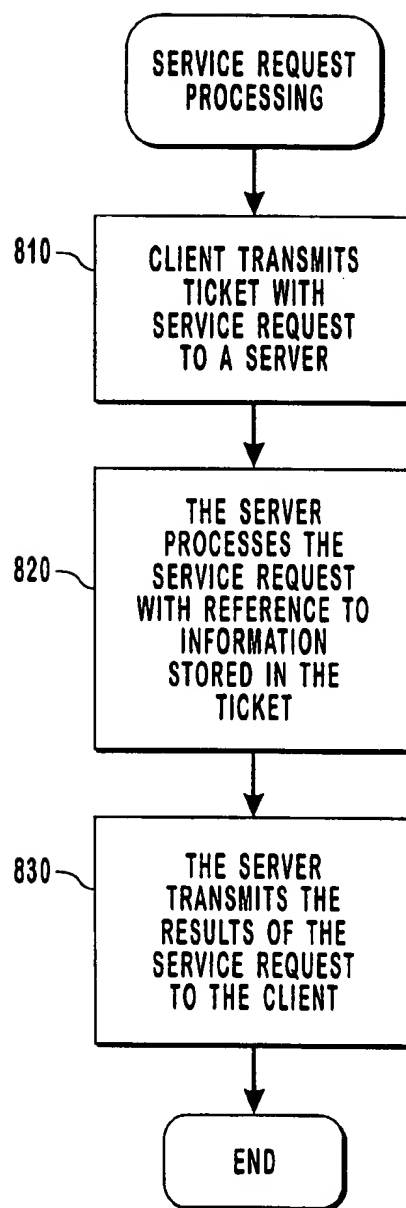 SERVICE REQUEST
PROCESSING
810
CLIENT TRANSMITS
TICKET WITH
SERVICE REQUEST
TO A SERVER
820
THE SERVER
PROCESSES THE
SERVICE REQUEST
WITH REFERENCE TO
INFORMATION
STORED IN THE
TICKET
830
THE SERVER
TRANSMITS THE
RESULTS OF THE
SERVICE REQUEST
TO THE CLIENT
END